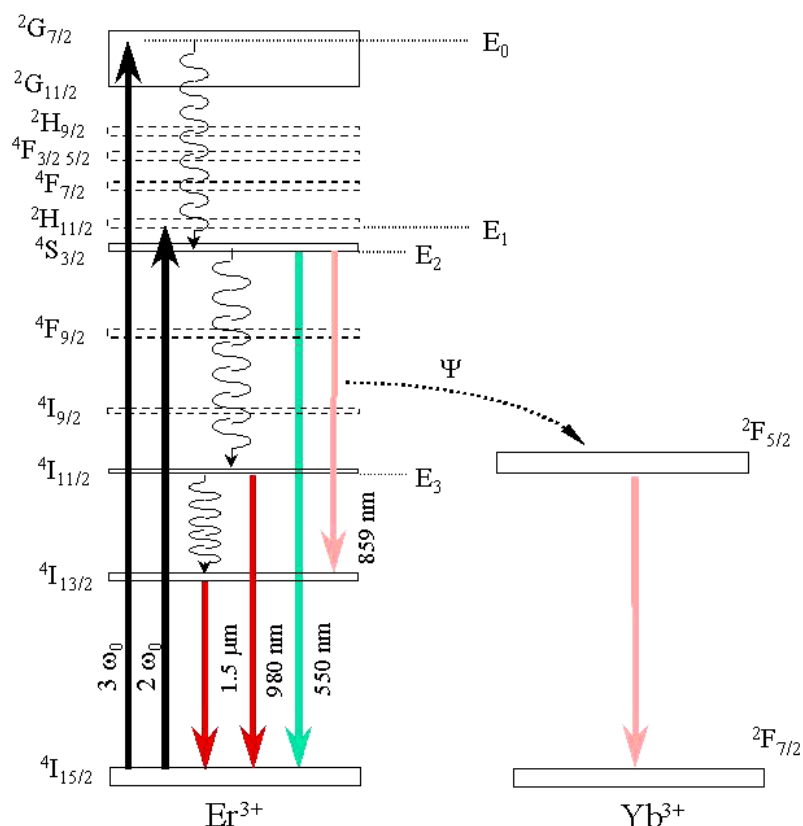 ²G₇/₂
E₀
²G₁₁/₂
²H₉/₂
⁴F₃/₂ ₅/₂
⁴F₇/₂
²H₁₁/₂
E₁
⁴S₃/₂
E₂
⁴F₉/₂
Ψ
⁴I₉/₂
²F₅/₂
⁴I₁₁/₂
E₃
859 nm
⁴I₁₃/₂
3 ω₀
2 ω₀
1.5 μm
980 nm
550 nm
²F₇/₂
⁴I₁₅/₂
Er³⁺
Yb³⁺